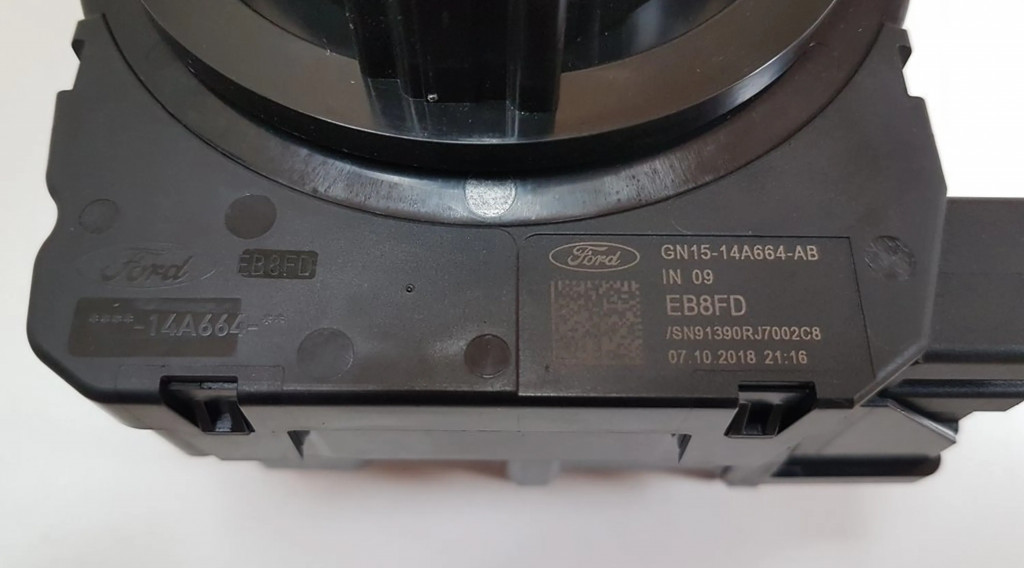 Ford
EB8FD
****-14A664-**
Ford
GN15-14A664-AB
IN 09
EB8FD
/SN91390RJ7002C8
07.10.2018 21:16